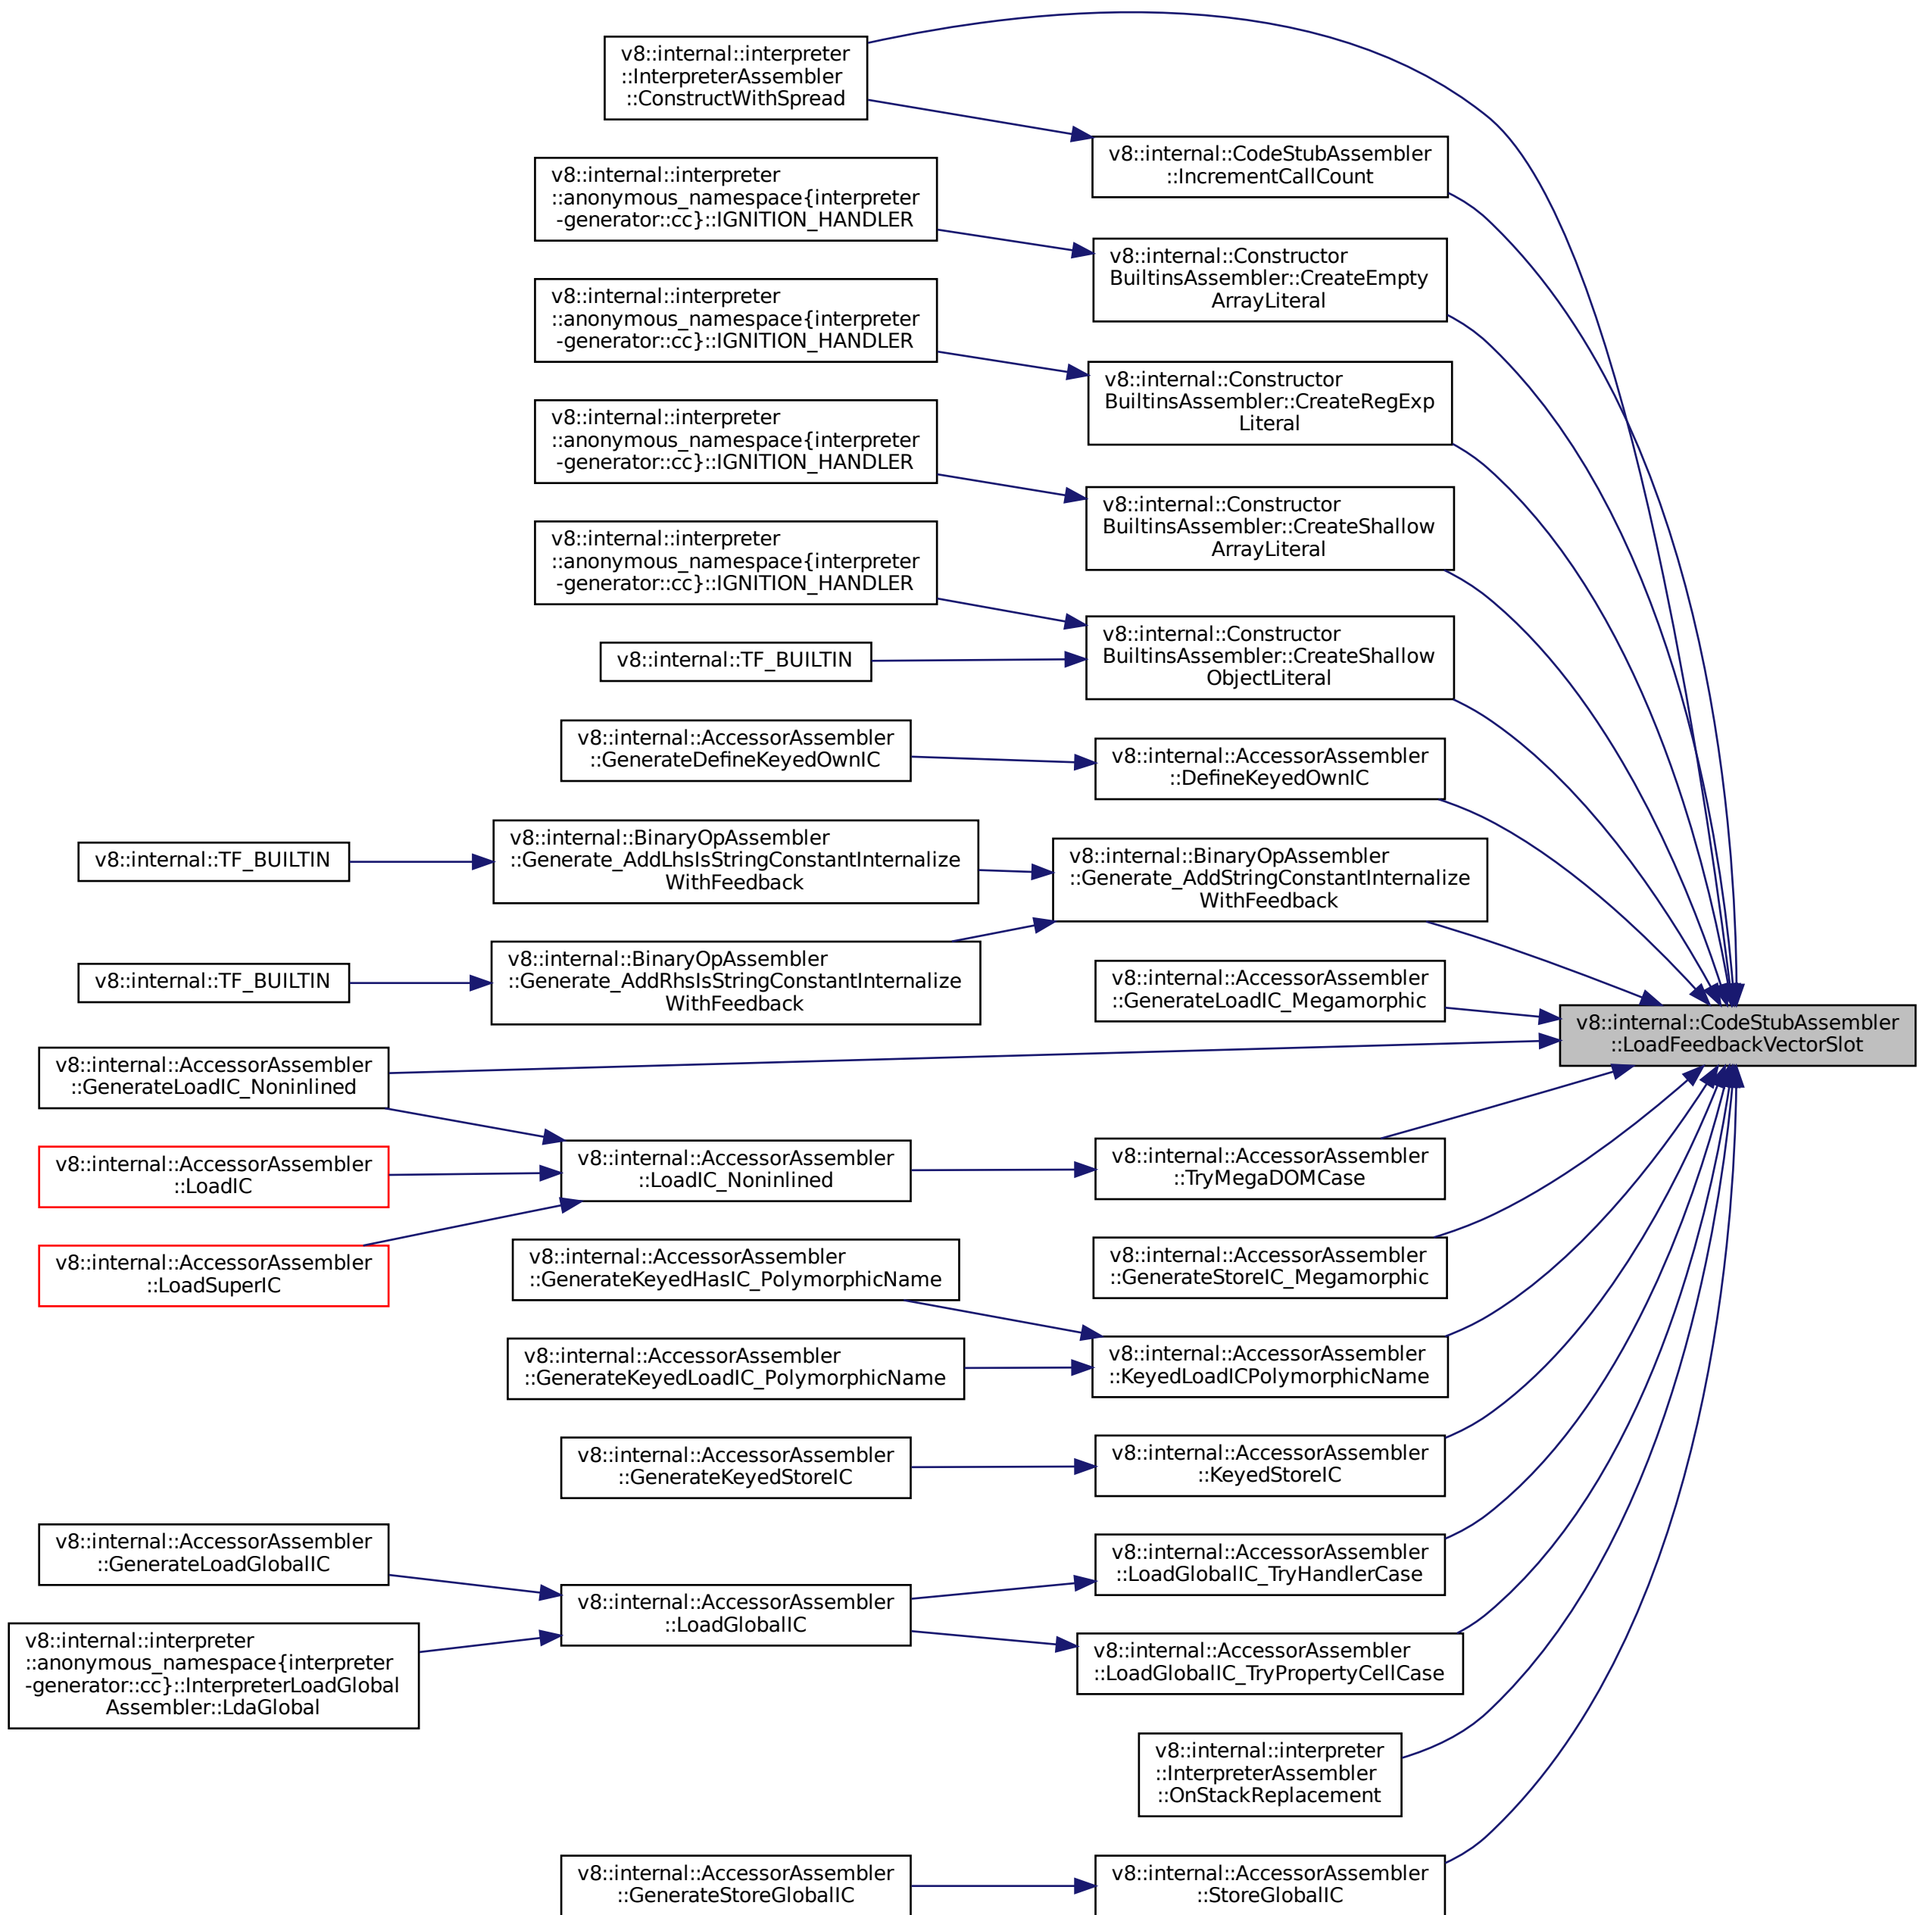 v8::internal::interpreter
::InterpreterAssembler
::ConstructWithSpread
v8::internal::CodeStubAssembler
::IncrementCallCount
v8::internal::interpreter
::anonymous_namespace{interpreter
-generator::cc}::IGNITION_HANDLER
v8::internal::Constructor
BuiltinsAssembler::CreateEmpty
ArrayLiteral
v8::internal::interpreter
::anonymous_namespace{interpreter
-generator::cc}::IGNITION_HANDLER
v8::internal::Constructor
BuiltinsAssembler::CreateRegExp
Literal
v8::internal::interpreter
::anonymous_namespace{interpreter
-generator::cc}::IGNITION_HANDLER
v8::internal::Constructor
BuiltinsAssembler::CreateShallow
ArrayLiteral
v8::internal::interpreter
::anonymous_namespace{interpreter
-generator::cc}::IGNITION_HANDLER
v8::internal::Constructor
BuiltinsAssembler::CreateShallow
ObjectLiteral
v8::internal::TF_BUILTIN
v8::internal::AccessorAssembler
::GenerateDefineKeyedOwnIC
v8::internal::AccessorAssembler
::DefineKeyedOwnIC
v8::internal::TF_BUILTIN
v8::internal::BinaryOpAssembler
::Generate_AddLhsIsStringConstantInternalize
WithFeedback
v8::internal::BinaryOpAssembler
::Generate_AddStringConstantInternalize
WithFeedback
v8::internal::TF_BUILTIN
v8::internal::BinaryOpAssembler
::Generate_AddRhsIsStringConstantInternalize
WithFeedback
v8::internal::AccessorAssembler
::GenerateLoadIC_Megamorphic
v8::internal::CodeStubAssembler
::LoadFeedbackVectorSlot
v8::internal::AccessorAssembler
::GenerateLoadIC_Noninlined
v8::internal::AccessorAssembler
::LoadIC
v8::internal::AccessorAssembler
::LoadIC_Noninlined
v8::internal::AccessorAssembler
::TryMegaDOMCase
v8::internal::AccessorAssembler
::LoadSuperIC
v8::internal::AccessorAssembler
::GenerateKeyedHasIC_PolymorphicName
v8::internal::AccessorAssembler
::GenerateStoreIC_Megamorphic
v8::internal::AccessorAssembler
::GenerateKeyedLoadIC_PolymorphicName
v8::internal::AccessorAssembler
::KeyedLoadICPolymorphicName
v8::internal::AccessorAssembler
::GenerateKeyedStoreIC
v8::internal::AccessorAssembler
::KeyedStoreIC
v8::internal::AccessorAssembler
::GenerateLoadGlobalIC
v8::internal::AccessorAssembler
::LoadGlobalIC_TryHandlerCase
v8::internal::AccessorAssembler
::LoadGlobalIC
v8::internal::interpreter
::anonymous_namespace{interpreter
-generator::cc}::InterpreterLoadGlobal
Assembler::LdaGlobal
v8::internal::AccessorAssembler
::LoadGlobalIC_TryPropertyCellCase
v8::internal::interpreter
::InterpreterAssembler
::OnStackReplacement
v8::internal::AccessorAssembler
::GenerateStoreGlobalIC
v8::internal::AccessorAssembler
::StoreGlobalIC